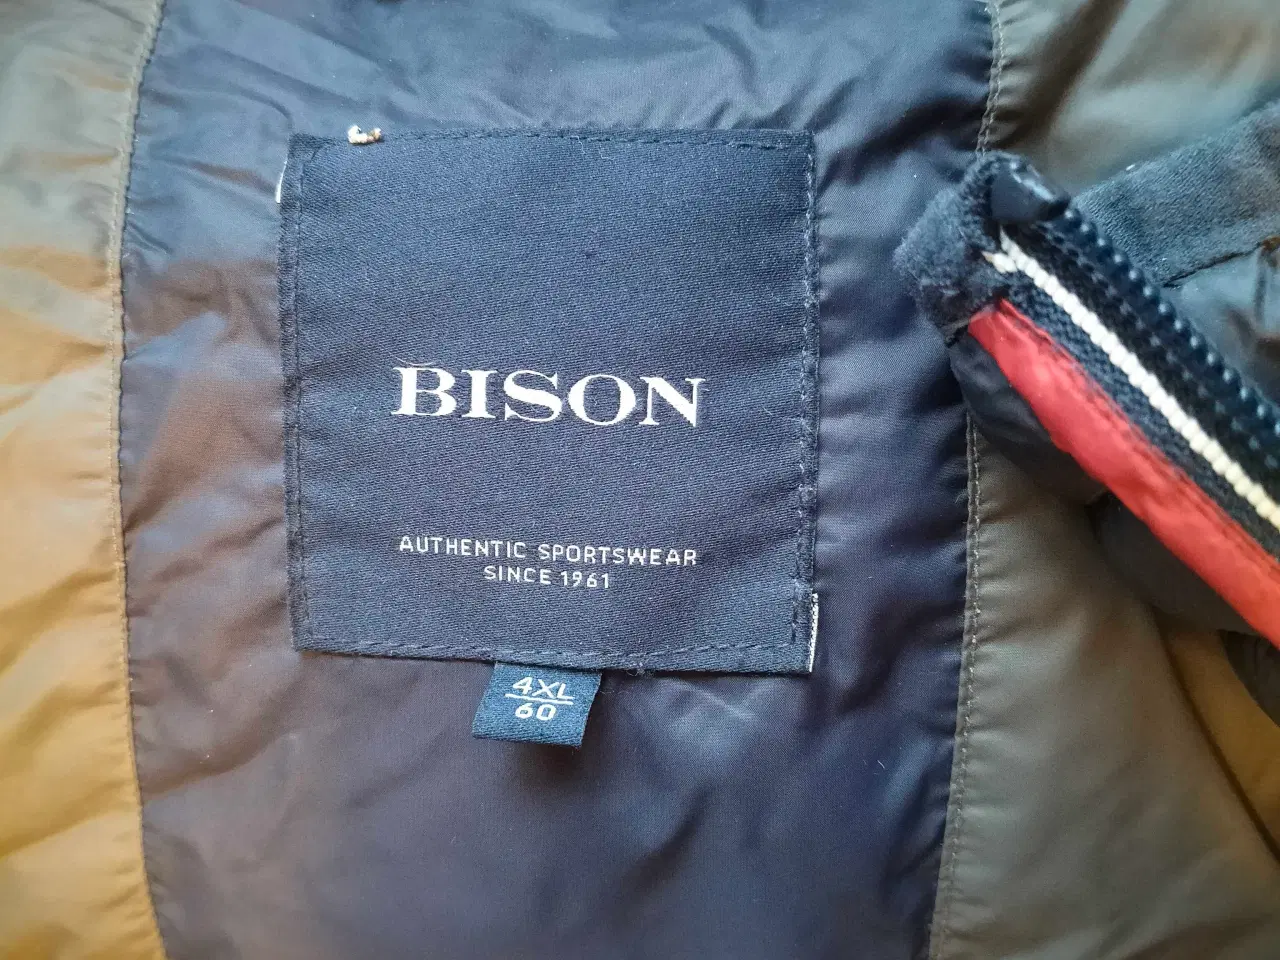 BISON
AUTHENTIC SPORTSWEAR
SINCE 1961
4XL
60